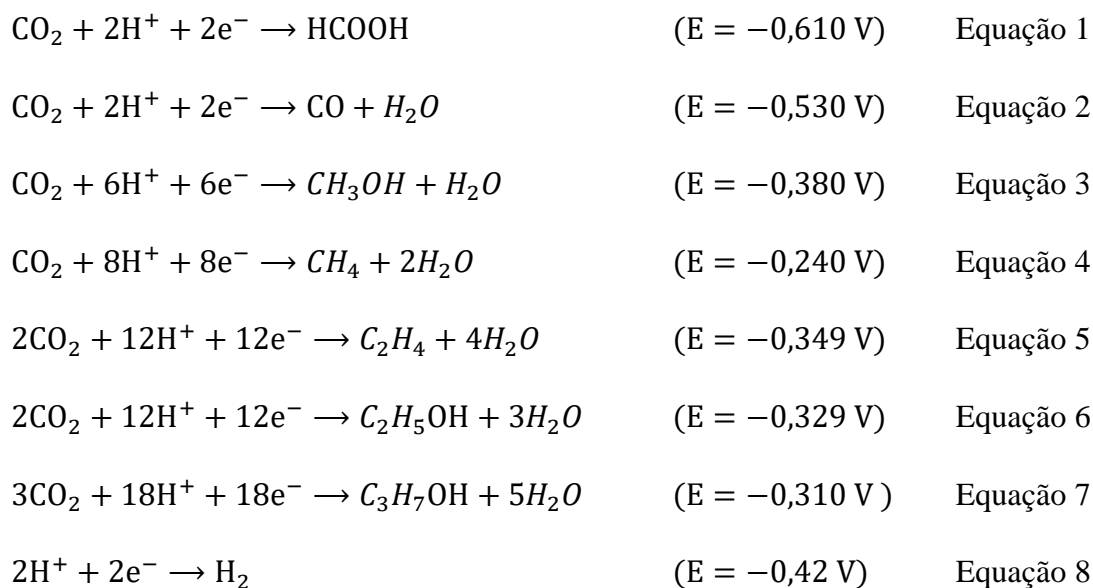 CO₂ + 2H⁺ + 2e⁻ ⟶ HCOOH (E = −0,610 V) Equação 1
CO₂ + 2H⁺ + 2e⁻ ⟶ CO + H₂O (E = −0,530 V) Equação 2
CO₂ + 6H⁺ + 6e⁻ ⟶ CH₃OH + H₂O (E = −0,380 V) Equação 3
CO₂ + 8H⁺ + 8e⁻ ⟶ CH₄ + 2H₂O (E = −0,240 V) Equação 4
2CO₂ + 12H⁺ + 12e⁻ ⟶ C₂H₄ + 4H₂O (E = −0,349 V) Equação 5
2CO₂ + 12H⁺ + 12e⁻ ⟶ C₂H₅OH + 3H₂O (E = −0,329 V) Equação 6
3CO₂ + 18H⁺ + 18e⁻ ⟶ C₃H₇OH + 5H₂O (E = −0,310 V ) Equação 7
2H⁺ + 2e⁻ ⟶ H₂ (E = −0,42 V) Equação 8